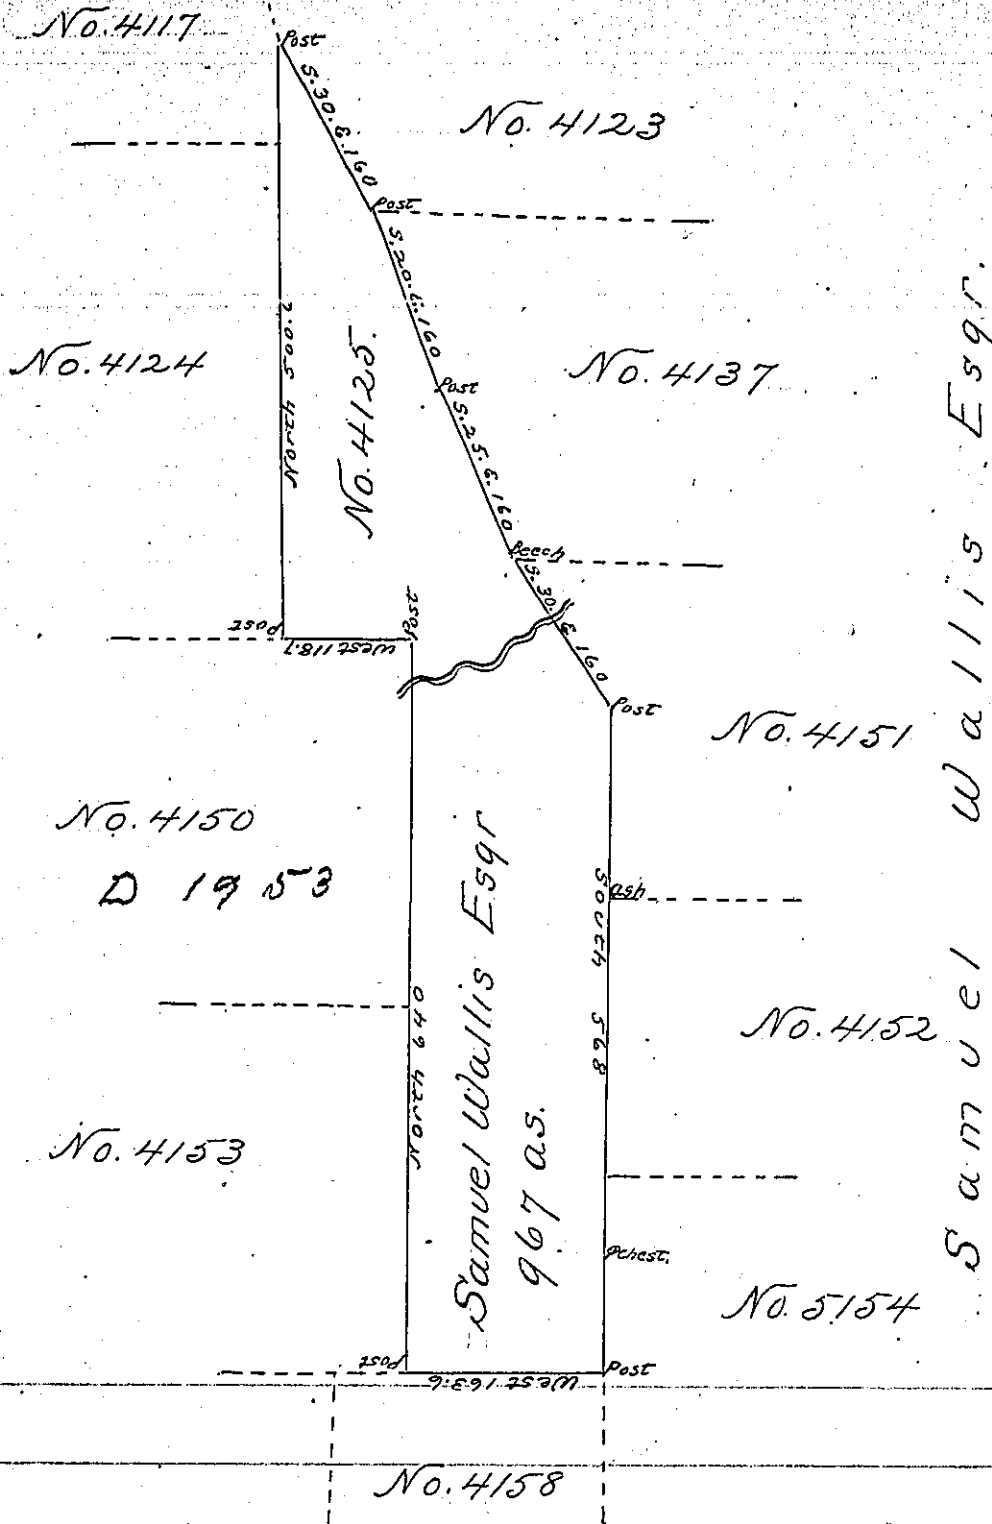 No. 4117
Post
S. 30. E. 160
No. 4123
Post
S. 20. E. 160
North 500.2
No. 4124
No. 4125.
No. 4137
Post
S. 25. E. 160
Beech
S. 30. E 160
Post
West 118.7
Post
Post
No. 4151
No. 4150
D 1953
Samuel Wallis Esqr
967 as.
South 568
ash
North 640
No. 4152
No. 4153
Pchest.
No. 5154
Post
West 163.6
Post
No. 4158
Samuel Wallis Esqr.